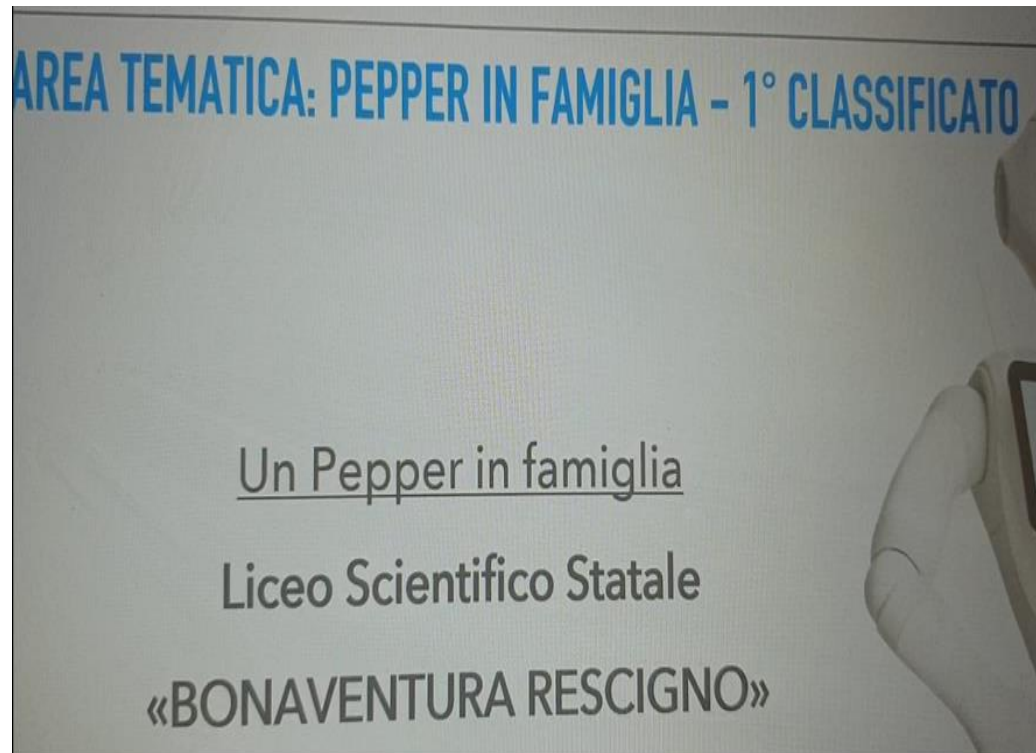 AREA TEMATICA: PEPPER IN FAMIGLIA – 1° CLASSIFICATO
Un Pepper in famiglia
Liceo Scientifico Statale
«BONAVENTURA RESCIGNO»